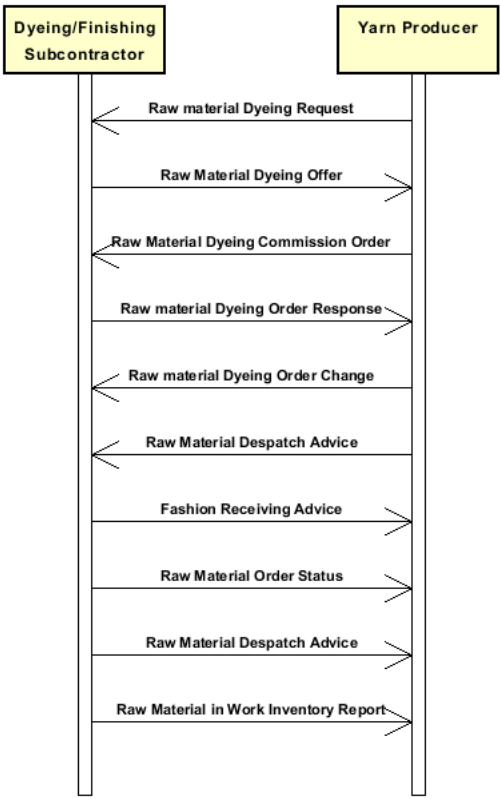 Dyeing/Finishing
Subcontractor
Yarn Producer
Raw material Dyeing Request
Raw Material Dyeing Offer
Raw Material Dyeing Commission Order
Raw material Dyeing Order Response
Raw material Dyeing Order Change
Raw Material Despatch Advice
Fashion Receiving Advice
Raw Material Order Status
Raw Material Despatch Advice
Raw Material in Work Inventory Report